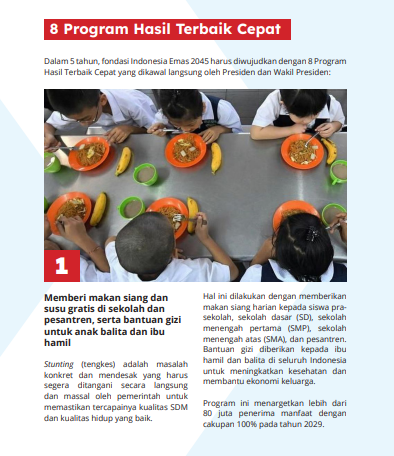 8 Program Hasil Terbaik Cepat
Dalam 5 tahun, fondasi Indonesia Emas 2045 harus diwujudkan dengan 8 Program
Hasil Terbaik Cepat yang dikawal langsung oleh Presiden dan Wakil Presiden:
1
Memberi makan siang dan
susu gratis di sekolah dan
pesantren, serta bantuan gizi
untuk anak balita dan ibu
hamil
Stunting (tengkes) adalah masalah
konkret dan mendesak yang harus
segera ditangani secara langsung
dan massal oleh pemerintah untuk
memastikan tercapainya kualitas SDM
dan kualitas hidup yang baik.
Hal ini dilakukan dengan memberikan
makan siang harian kepada siswa pra-
sekolah, sekolah dasar (SD), sekolah
menengah pertama (SMP), sekolah
menengah atas (SMA), dan pesantren.
Bantuan gizi diberikan kepada ibu
hamil dan balita di seluruh Indonesia
untuk meningkatkan kesehatan dan
membantu ekonomi keluarga.
Program ini menargetkan lebih dari
80 juta penerima manfaat dengan
cakupan 100% pada tahun 2029.